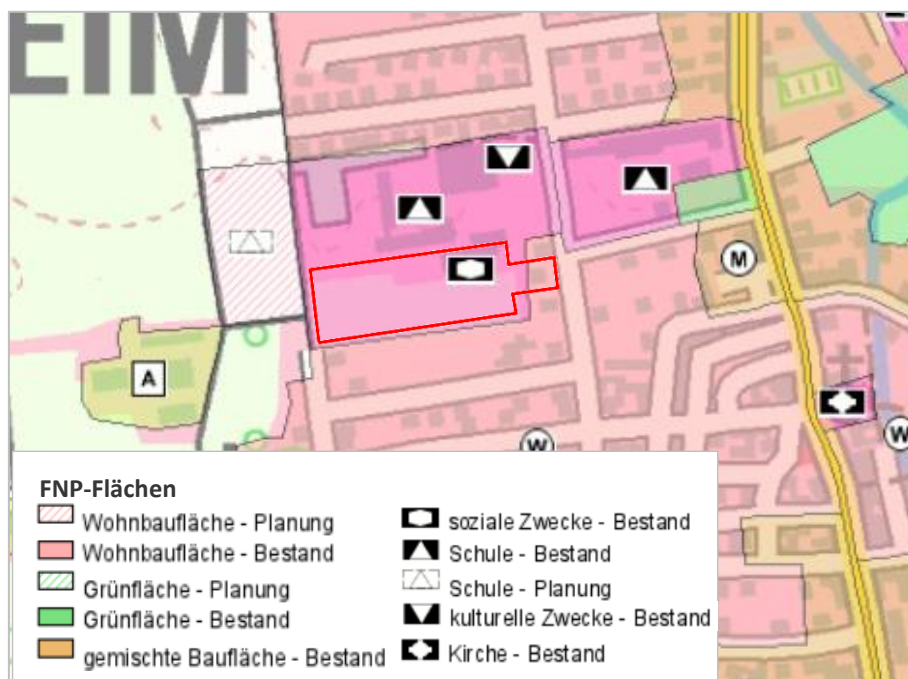 EIM
M
A
W
W
FNP-Flächen
Wohnbaufläche - Planung
Wohnbaufläche - Bestand
Grünfläche - Planung
Grünfläche - Bestand
gemischte Baufläche - Bestand
soziale Zwecke - Bestand
Schule - Bestand
Schule - Planung
kulturelle Zwecke - Bestand
Kirche - Bestand